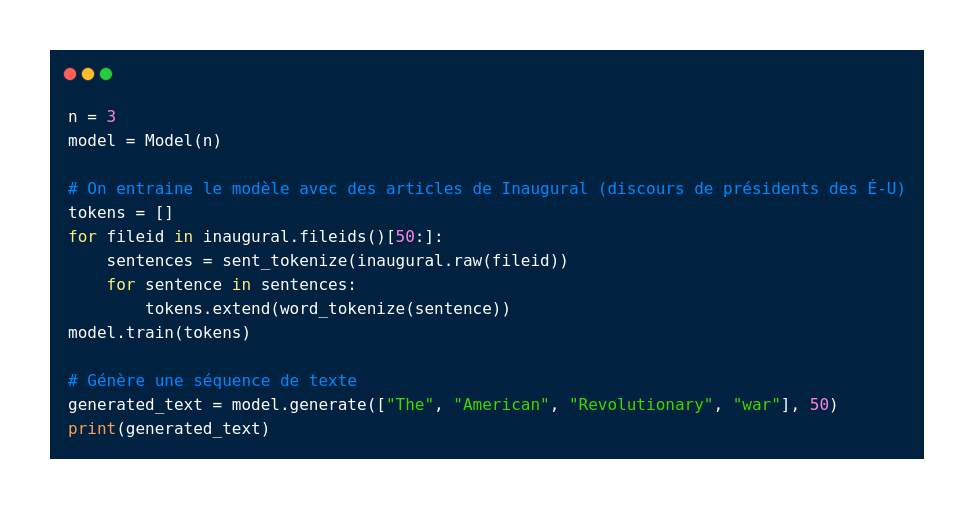 n = 3
model = Model(n)
# On entraine le modèle avec des articles de Inaugural (discours de présidents des É-U)
tokens = []
for fileid in inaugural.fileids()[50:]:
    sentences = sent_tokenize(inaugural.raw(fileid))
    for sentence in sentences:
        tokens.extend(word_tokenize(sentence))
model.train(tokens)
# Génère une séquence de texte
generated_text = model.generate(["The", "American", "Revolutionary", "war"], 50)
print(generated_text)